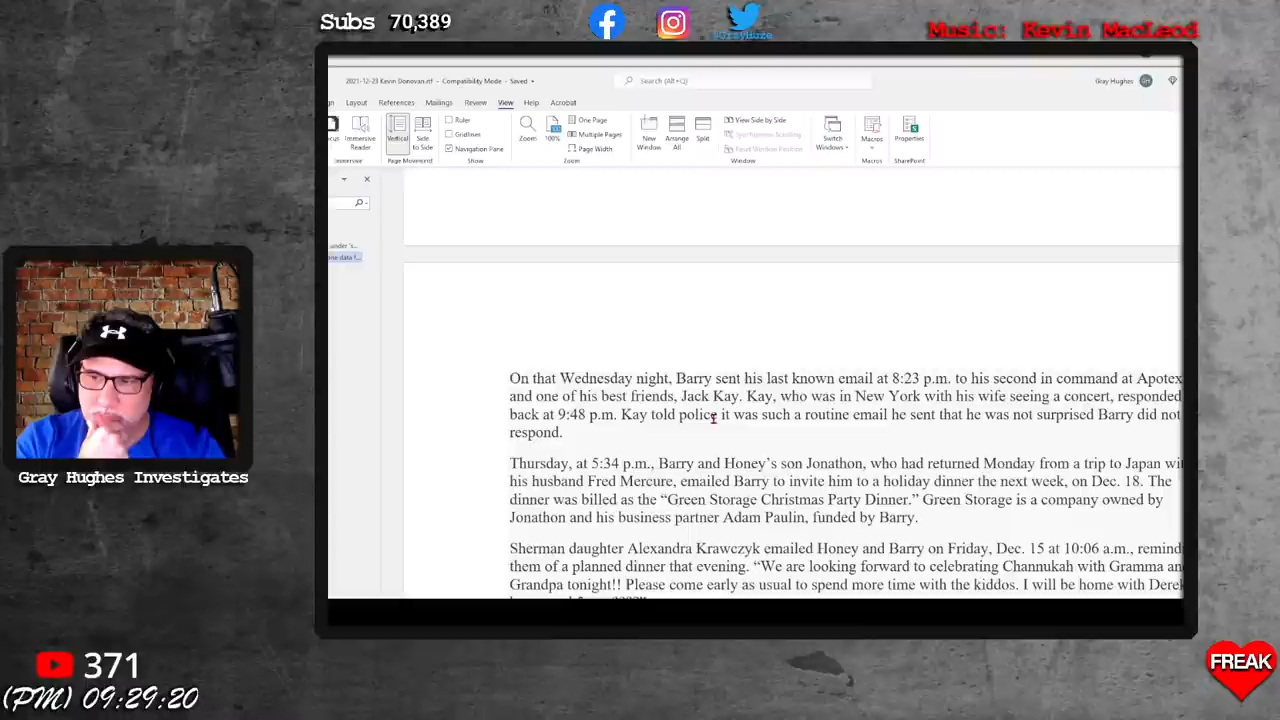 Subs 70,389
@GrayHuze
Music: Kevin MacLeod
2021-12-23 Kevin Donovan.rtf - Compatibility Mode - Saved
Search (Alt+Q)
Gray Hughes
GH
Layout References Mailings Review View Help Acrobat
Immersive Reader
Vertical
Side to Side
Ruler
Gridlines
Navigation Pane
Zoom
100%
One Page
Multiple Pages
Page Width
New Window
Arrange All
Split
View Side by Side
Synchronous Scrolling
Reset Window Position
Switch Windows
Macros
Properties
Immersive
Page Movement
Show
Zoom
Window
Macros
SharePoint
ander 's...
one data f...
On that Wednesday night, Barry sent his last known email at 8:23 p.m. to his second in command at Apotex
and one of his best friends, Jack Kay. Kay, who was in New York with his wife seeing a concert, responded
back at 9:48 p.m. Kay told police it was such a routine email he sent that he was not surprised Barry did not
respond.
Thursday, at 5:34 p.m., Barry and Honey's son Jonathon, who had returned Monday from a trip to Japan wit
his husband Fred Mercure, emailed Barry to invite him to a holiday dinner the next week, on Dec. 18. The
dinner was billed as the “Green Storage Christmas Party Dinner.” Green Storage is a company owned by
Jonathon and his business partner Adam Paulin, funded by Barry.
Sherman daughter Alexandra Krawczyk emailed Honey and Barry on Friday, Dec. 15 at 10:06 a.m., remind
them of a planned dinner that evening. “We are looking forward to celebrating Channukah with Gramma an
Grandpa tonight!! Please come early as usual to spend more time with the kiddos. I will be home with Derek
Gray Hughes Investigates
371
(PM) 09:29:20
FREAK